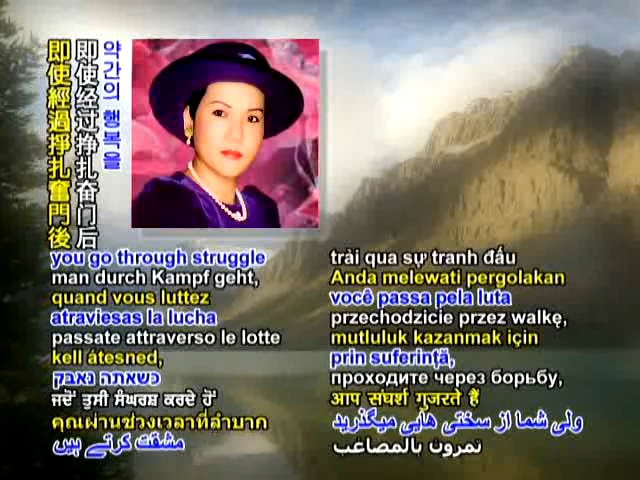 即使經過掙扎奮鬥後
即使经过挣扎奋门后
약간의 행복을
you go through struggle
man durch Kampf geht,
quand vous luttez
atraviesas la lucha
passate attraverso le lotte
kell átesned,
כשאתה נאבק
ਜਦੋਂ ਤੁਸੀ ਸੰਘਰਸ਼ ਕਰਦੇ ਹੋਂ
คุณผ่านช่วงเวลาที่ลำบาก
مشقت کرتے ہیں
trải qua sự tranh đấu
Anda melewati pergolakan
você passa pela luta
przechodzicie przez walkę,
mutluluk kazanmak için
prin suferință,
проходите через борьбу,
आप संघर्श गुजरते हैं
ولی شما از سختی هایی میگذرید
تمرون بالمصاعب